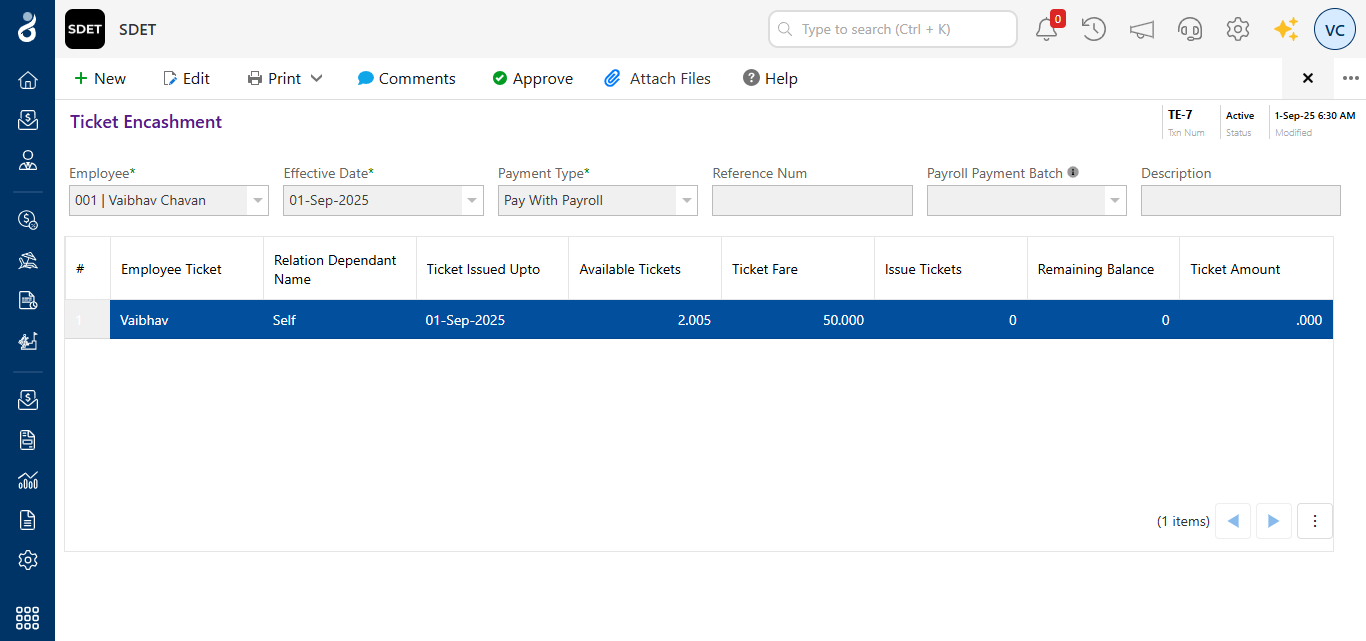 SDET SDET Type to search (Ctrl + K) 0 VC
New Edit Print Comments Approve Attach Files Help
Ticket Encashment
TE-7 Active 1-Sep-25 6:30 AM
Txn Num Status Modified
Employee* Effective Date* Payment Type* Reference Num Payroll Payment Batch Description
001 | Vaibhav Chavan 01-Sep-2025 Pay With Payroll
# Employee Ticket Relation Dependant Name Ticket Issued Upto Available Tickets Ticket Fare Issue Tickets Remaining Balance Ticket Amount
1 Vaibhav Self 01-Sep-2025 2.005 50.000 0 0 .000
(1 items)